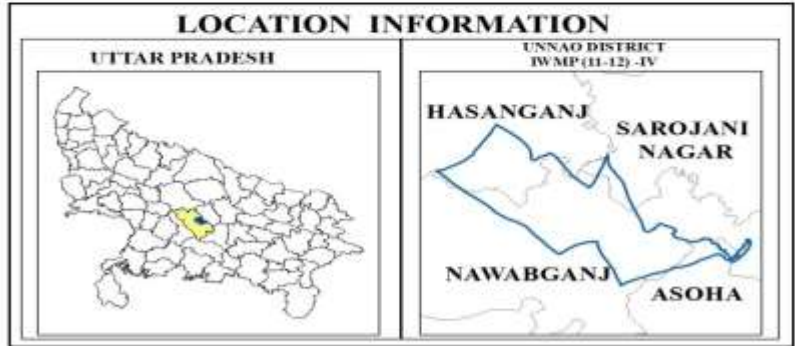 LOCATION INFORMATION
UTTAR PRADESH
UNNAO DISTRICT
IWMP (11-12) -IV
HASANGANJ
SAROJANI
NAGAR
NAWABGANJ
ASOHA